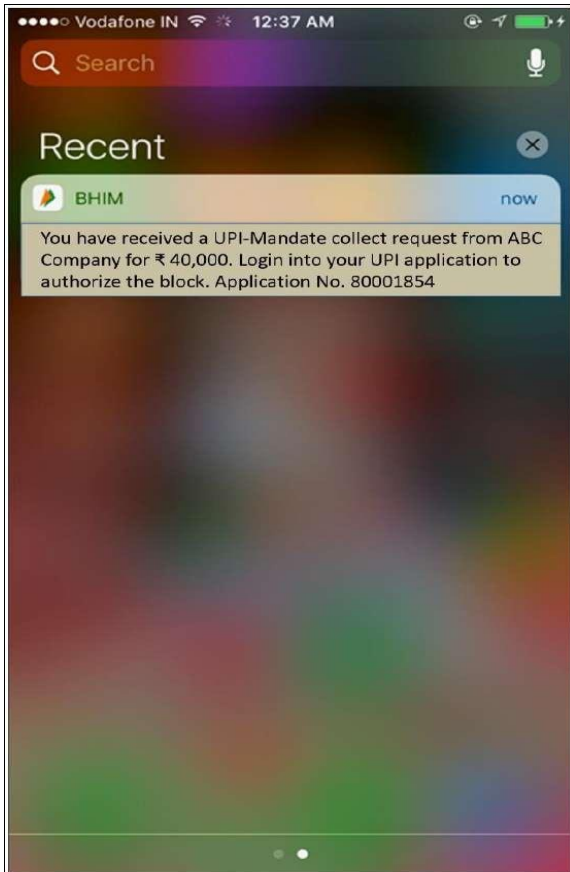 Vodafone IN 12:37 AM
Search
Recent
BHIM now
You have received a UPI-Mandate collect request from ABC
Company for ₹ 40,000. Login into your UPI application to
authorize the block. Application No. 80001854